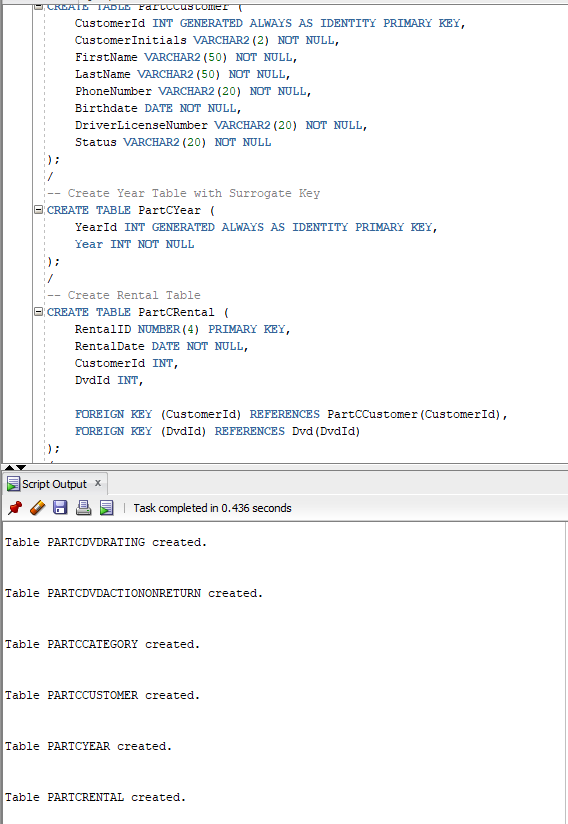 CREATE TABLE PartCCustomer (
CustomerId INT GENERATED ALWAYS AS IDENTITY PRIMARY KEY,
CustomerInitials VARCHAR2(2) NOT NULL,
FirstName VARCHAR2(50) NOT NULL,
LastName VARCHAR2(50) NOT NULL,
PhoneNumber VARCHAR2(20) NOT NULL,
Birthdate DATE NOT NULL,
DriverLicenseNumber VARCHAR2(20) NOT NULL,
Status VARCHAR2(20) NOT NULL
);
/
-- Create Year Table with Surrogate Key
CREATE TABLE PartCYear (
YearId INT GENERATED ALWAYS AS IDENTITY PRIMARY KEY,
Year INT NOT NULL
);
/
-- Create Rental Table
CREATE TABLE PartCRental (
RentalID NUMBER(4) PRIMARY KEY,
RentalDate DATE NOT NULL,
CustomerId INT,
DvdId INT,
FOREIGN KEY (CustomerId) REFERENCES PartCCustomer(CustomerId),
FOREIGN KEY (DvdId) REFERENCES Dvd(DvdId)
);
Script Output x
Task completed in 0.436 seconds
Table PARTCDVDRATING created.
Table PARTCDVDACTIONONRETURN created.
Table PARTCCATEGORY created.
Table PARTCCUSTOMER created.
Table PARTCYEAR created.
Table PARTCRENTAL created.